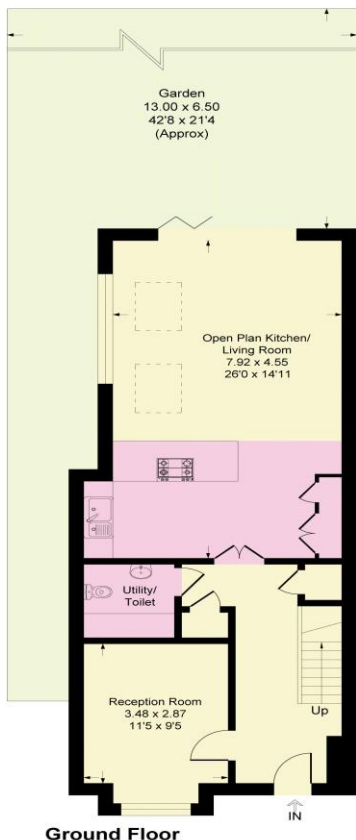 Garden
13.00 x 6.50
42'8 x 21'4
(Approx)
Open Plan Kitchen/
Living Room
7.92 x 4.55
26'0 x 14'11
Utility/
Toilet
Reception Room
3.48 x 2.87
11'5 x 9'5
Up
IN
Ground Floor